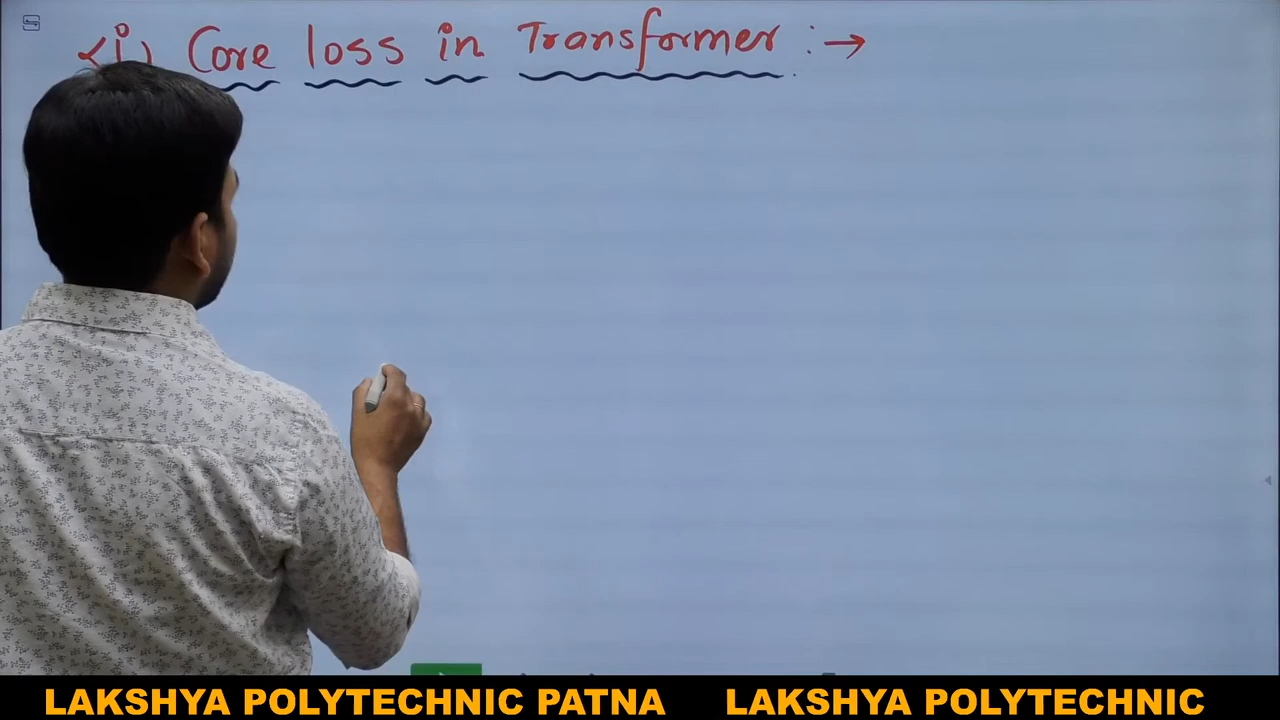 <i) Core loss in Transformer :→
LAKSHYA POLYTECHNIC PATNA LAKSHYA POLYTECHNIC